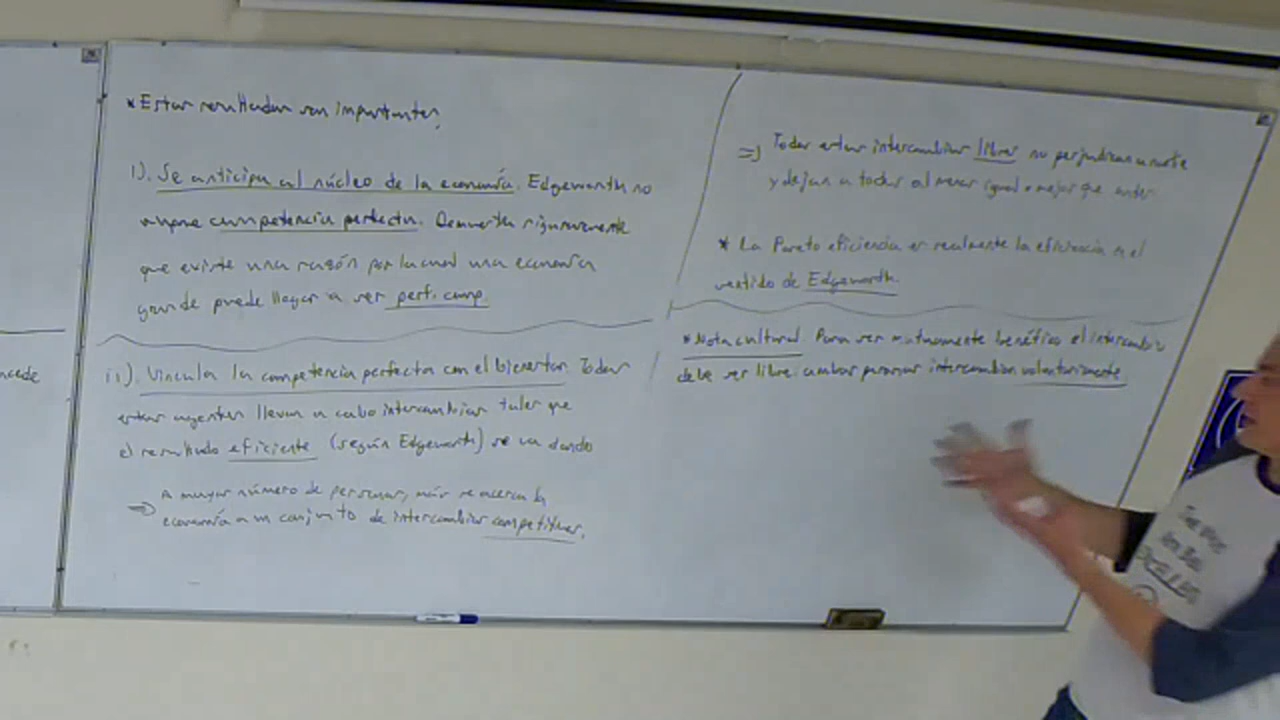 * Estos resultados son importantes,
i). Se anticipa al núcleo de la economía. Edgeworth no
supone competencia perfecta. Demuestra rigurosamente
que existe una razón por la cual una economía
grande puede llegar a ser perf. comp.
ii). Vincula la competencia perfecta con el bienestar. Todos
estos agentes llevan a cabo intercambios tales que
el resultado eficiente (según Edgeworth) se va dando
=> A mayor número de personas, más se acerca la
economía a un conjunto de intercambios competitivos.
=> Todos estos intercambios libres no perjudican a nadie
y dejan a todos al menos igual o mejor que antes.
* La Pareto eficiencia es realmente la eficiencia en el
sentido de Edgeworth.
* Nota cultural Para ser mutuamente benéfico el intercambio
debe ser libre: ambas personas intercambian voluntariamente